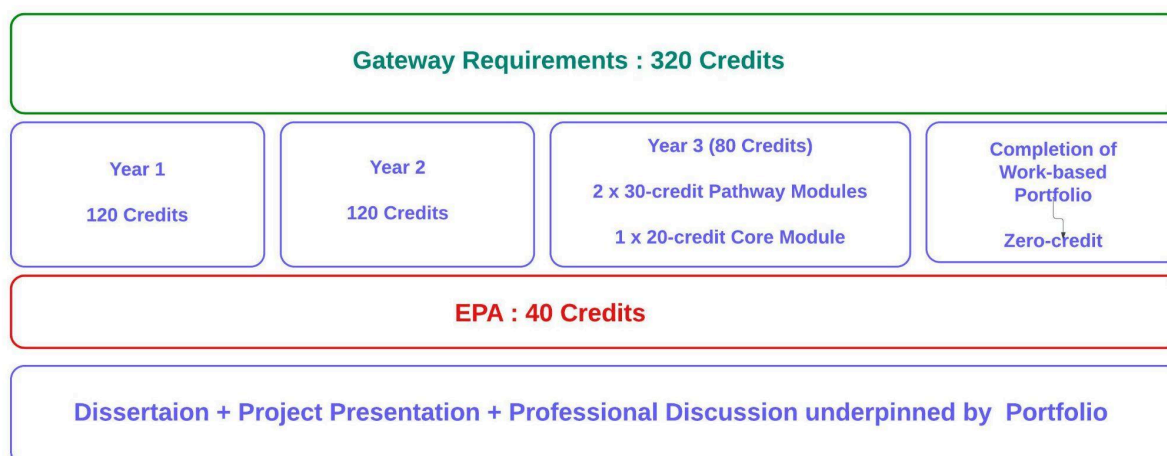 Gateway Requirements : 320 Credits
Year 1
120 Credits
Year 2
120 Credits
Year 3 (80 Credits)
2 x 30-credit Pathway Modules
1 x 20-credit Core Module
Completion of
Work-based
Portfolio
Zero-credit
EPA : 40 Credits
Dissertaion + Project Presentation + Professional Discussion underpinned by Portfolio